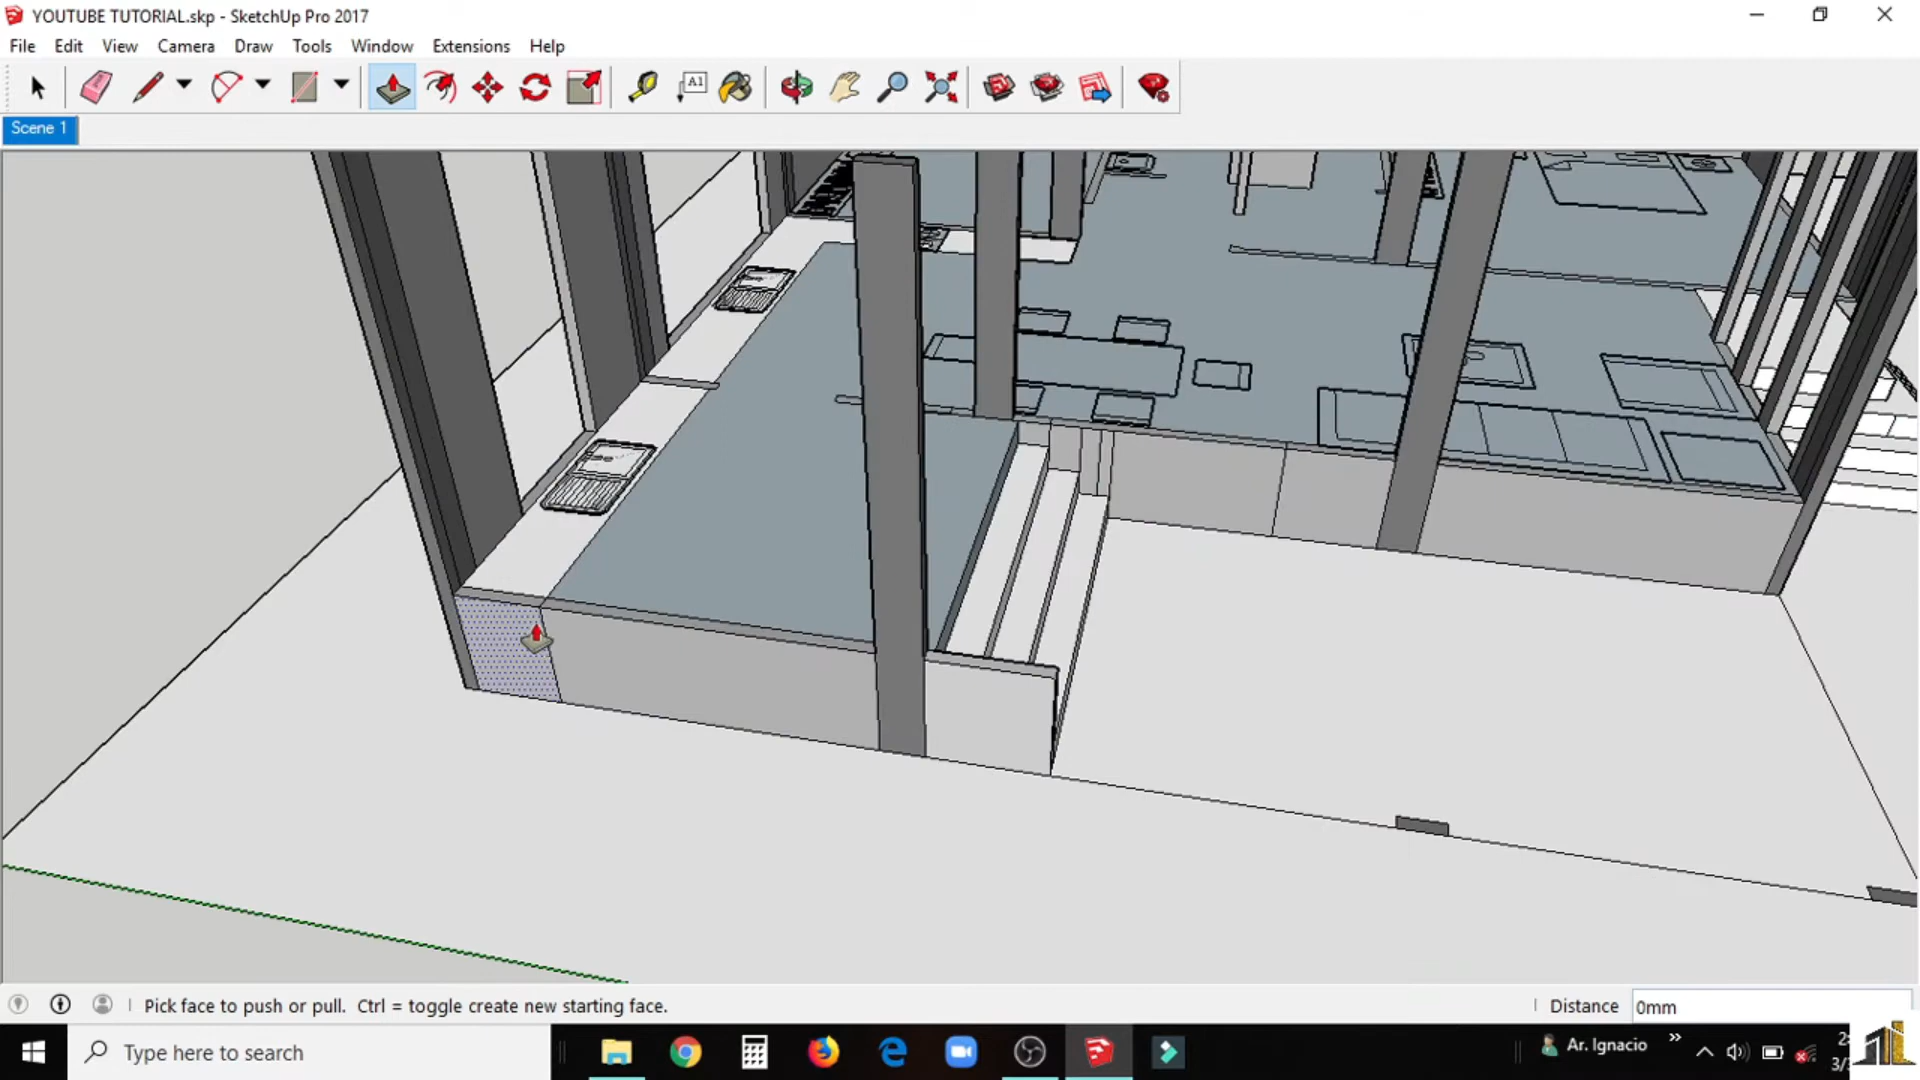 YOUTUBE TUTORIAL.skp - SketchUp Pro 2017
File Edit View Camera Draw Tools Window Extensions Help
A1
Scene 1
Pick face to push or pull. Ctrl = toggle create new starting face.
Distance 0mm
Type here to search
Ar. Ignacio